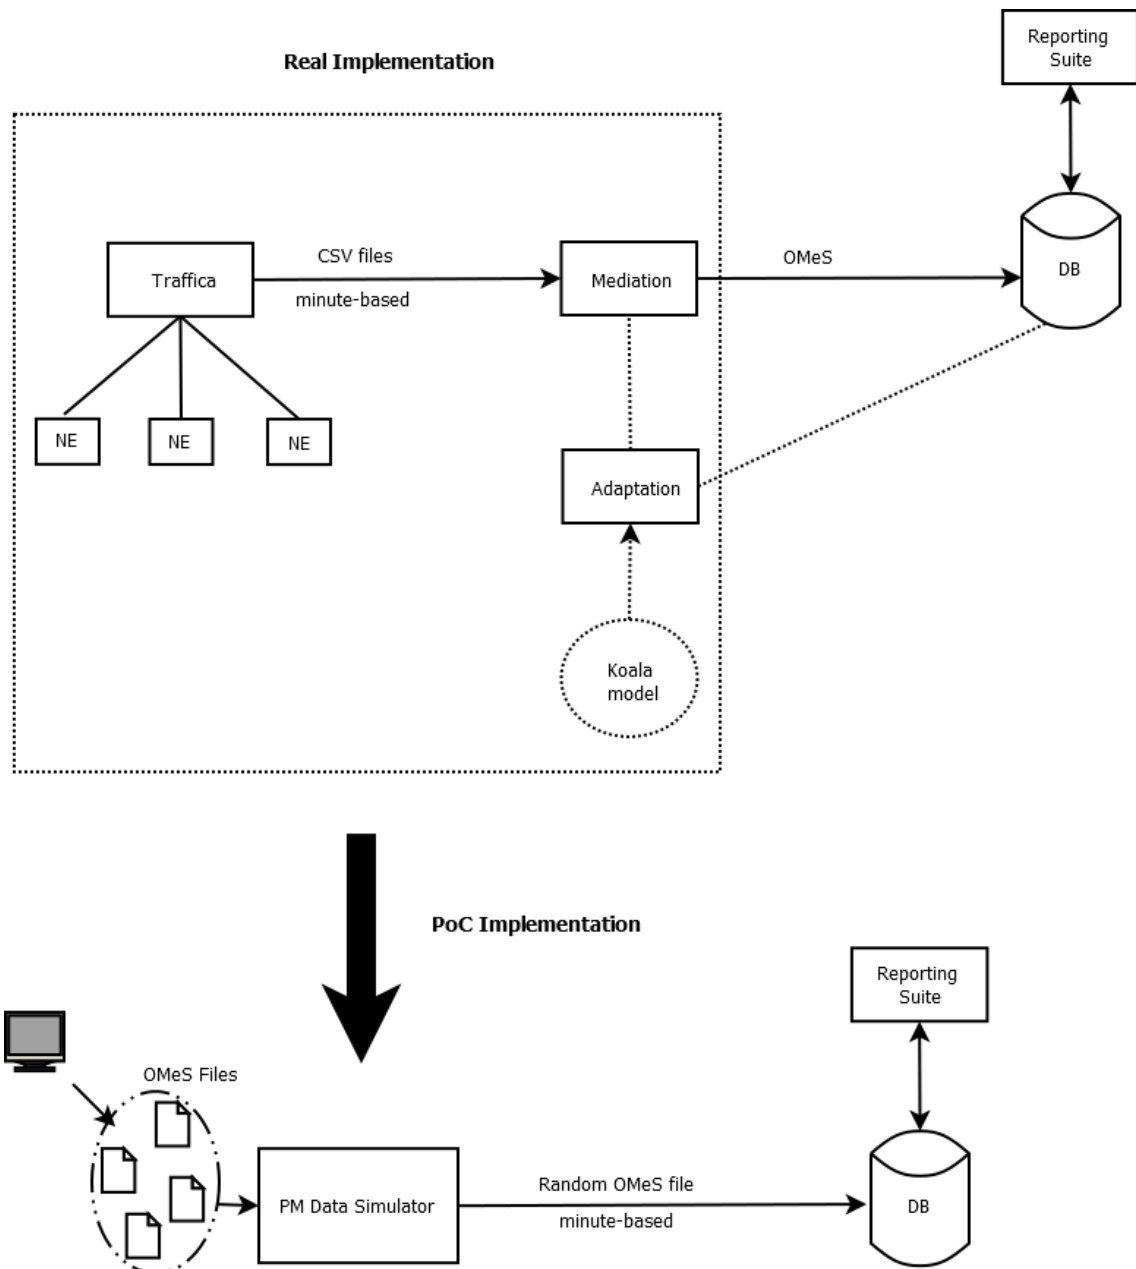 Real Implementation
Reporting
Suite
CSV files
minute-based
OMeS
Traffica
Mediation
DB
NE
NE
NE
Adaptation
Koala
model
PoC Implementation
Reporting
Suite
OMeS Files
PM Data Simulator
Random OMeS file
minute-based
DB